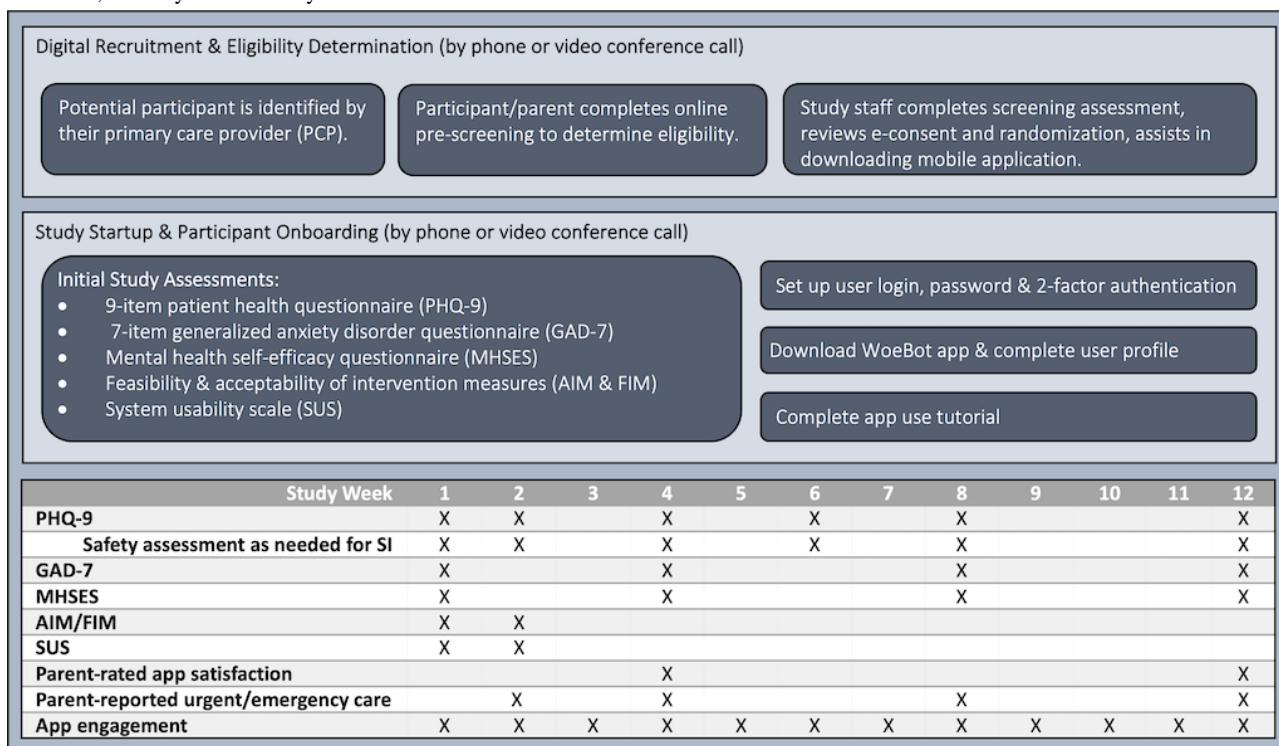 Digital Recruitment & Eligibility Determination (by phone or video conference call)
Potential participant is identified by
their primary care provider (PCP).
Participant/parent completes online
pre-screening to determine eligibility.
Study staff completes screening assessment,
reviews e-consent and randomization, assists in
downloading mobile application.
Study Startup & Participant Onboarding (by phone or video conference call)
Initial Study Assessments:
• 9-item patient health questionnaire (PHQ-9)
• 7-item generalized anxiety disorder questionnaire (GAD-7)
• Mental health self-efficacy questionnaire (MHSES)
• Feasibility & acceptability of intervention measures (AIM & FIM)
• System usability scale (SUS)
Set up user login, password & 2-factor authentication
Download WoeBot app & complete user profile
Complete app use tutorial
Study Week 1 2 3 4 5 6 7 8 9 10 11 12
PHQ-9 X X X X X X
Safety assessment as needed for SI X X X X X X
GAD-7 X X X X
MHSES X X X X
AIM/FIM X X
SUS X X
Parent-rated app satisfaction X X
Parent-reported urgent/emergency care X X X X
App engagement X X X X X X X X X X X X